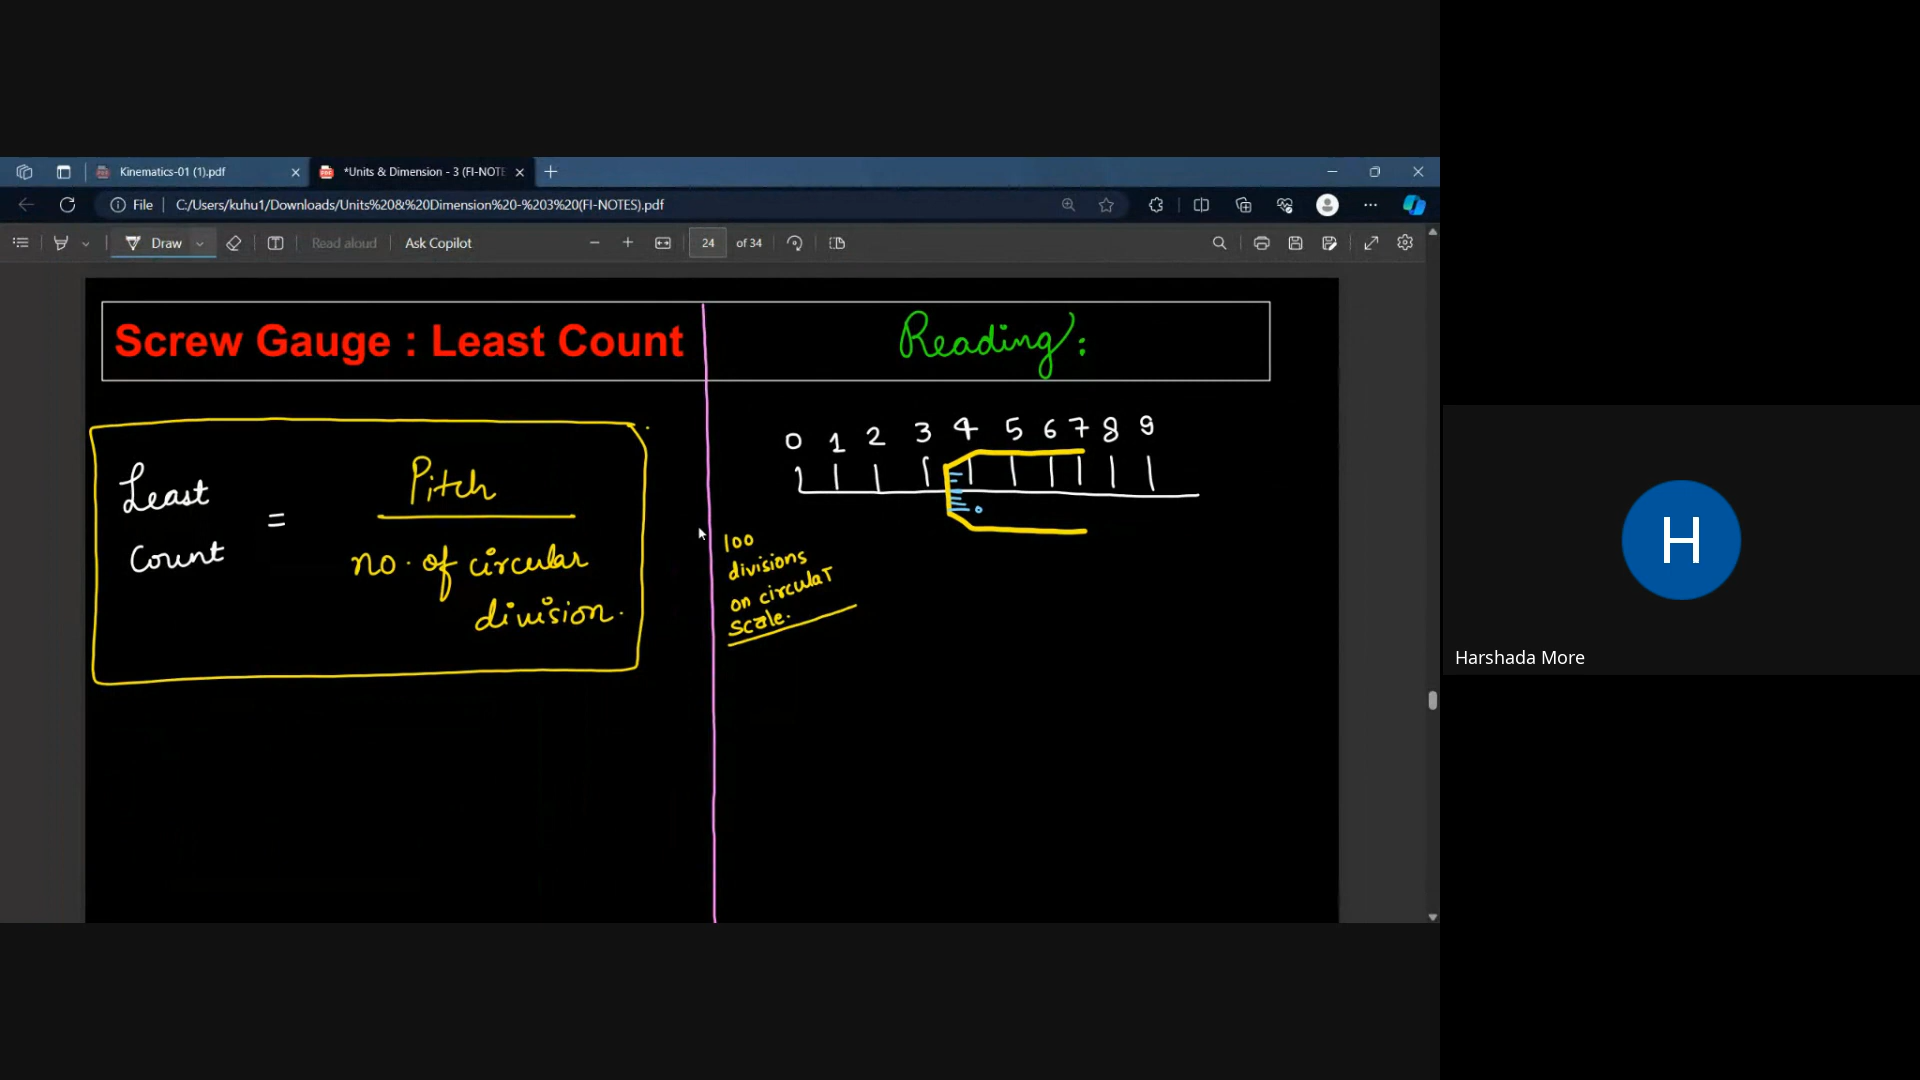 Kinematics-01 (1).pdf
*Units & Dimension - 3 (FI-NOTE
File
C:/Users/kuhu1/Downloads/Units%20&%20Dimension%20-%203%20(FI-NOTES).pdf
Draw
Read aloud
Ask Copilot
24
of 34
Screw Gauge : Least Count
Reading :
Least
Count
=
Pitch
no. of circular
division.
0 1 2 3 4 5 6 7 8 9
0
100
divisions
on circular
scale.
H
Harshada More